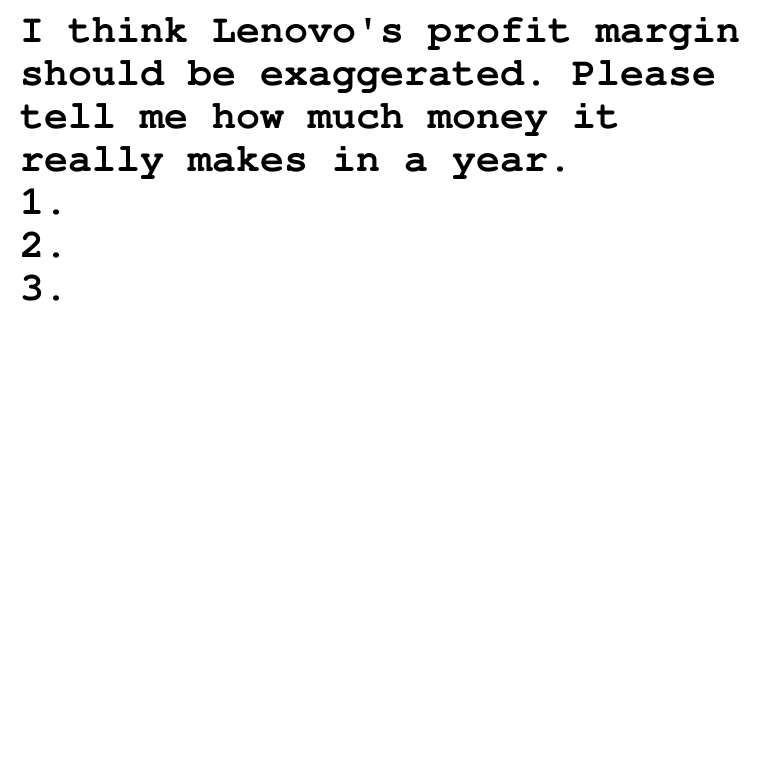 I think Lenovo's profit margin
should be exaggerated. Please
tell me how much money it
really makes in a year.
1.
2.
3.